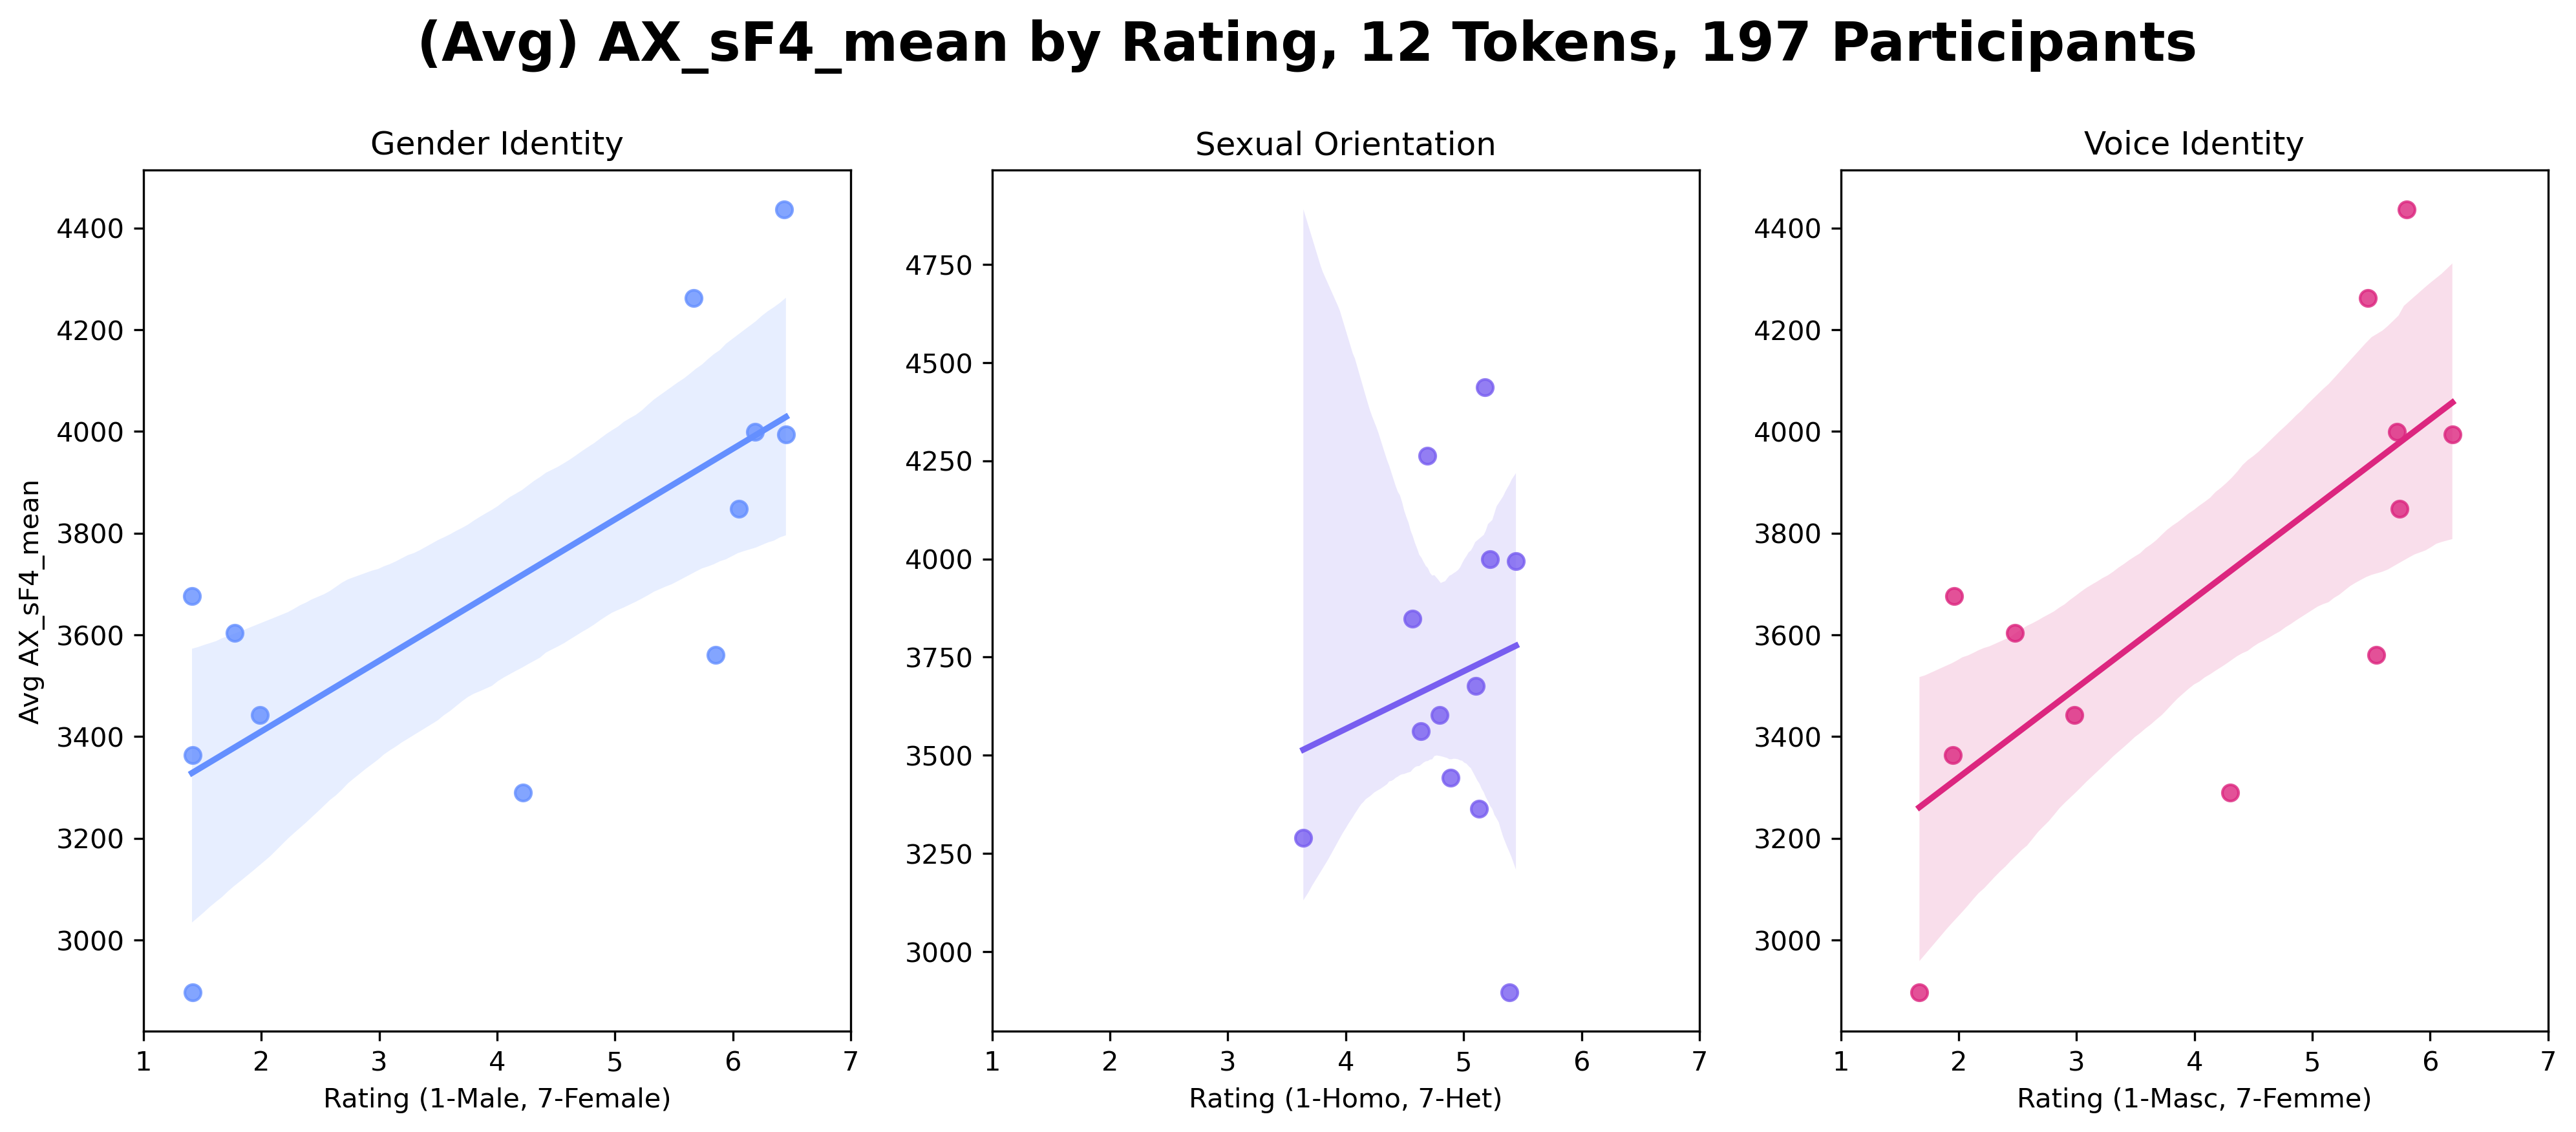 (Avg) AX_sF4_mean by Rating, 12 Tokens, 197 Participants
Gender Identity
Avg AX_sF4_mean
4400
4200
4000
3800
3600
3400
3200
3000
1 2 3 4 5 6 7
Rating (1-Male, 7-Female)
Sexual Orientation
4750
4500
4250
4000
3750
3500
3250
3000
1 2 3 4 5 6 7
Rating (1-Homo, 7-Het)
Voice Identity
4400
4200
4000
3800
3600
3400
3200
3000
1 2 3 4 5 6 7
Rating (1-Masc, 7-Femme)